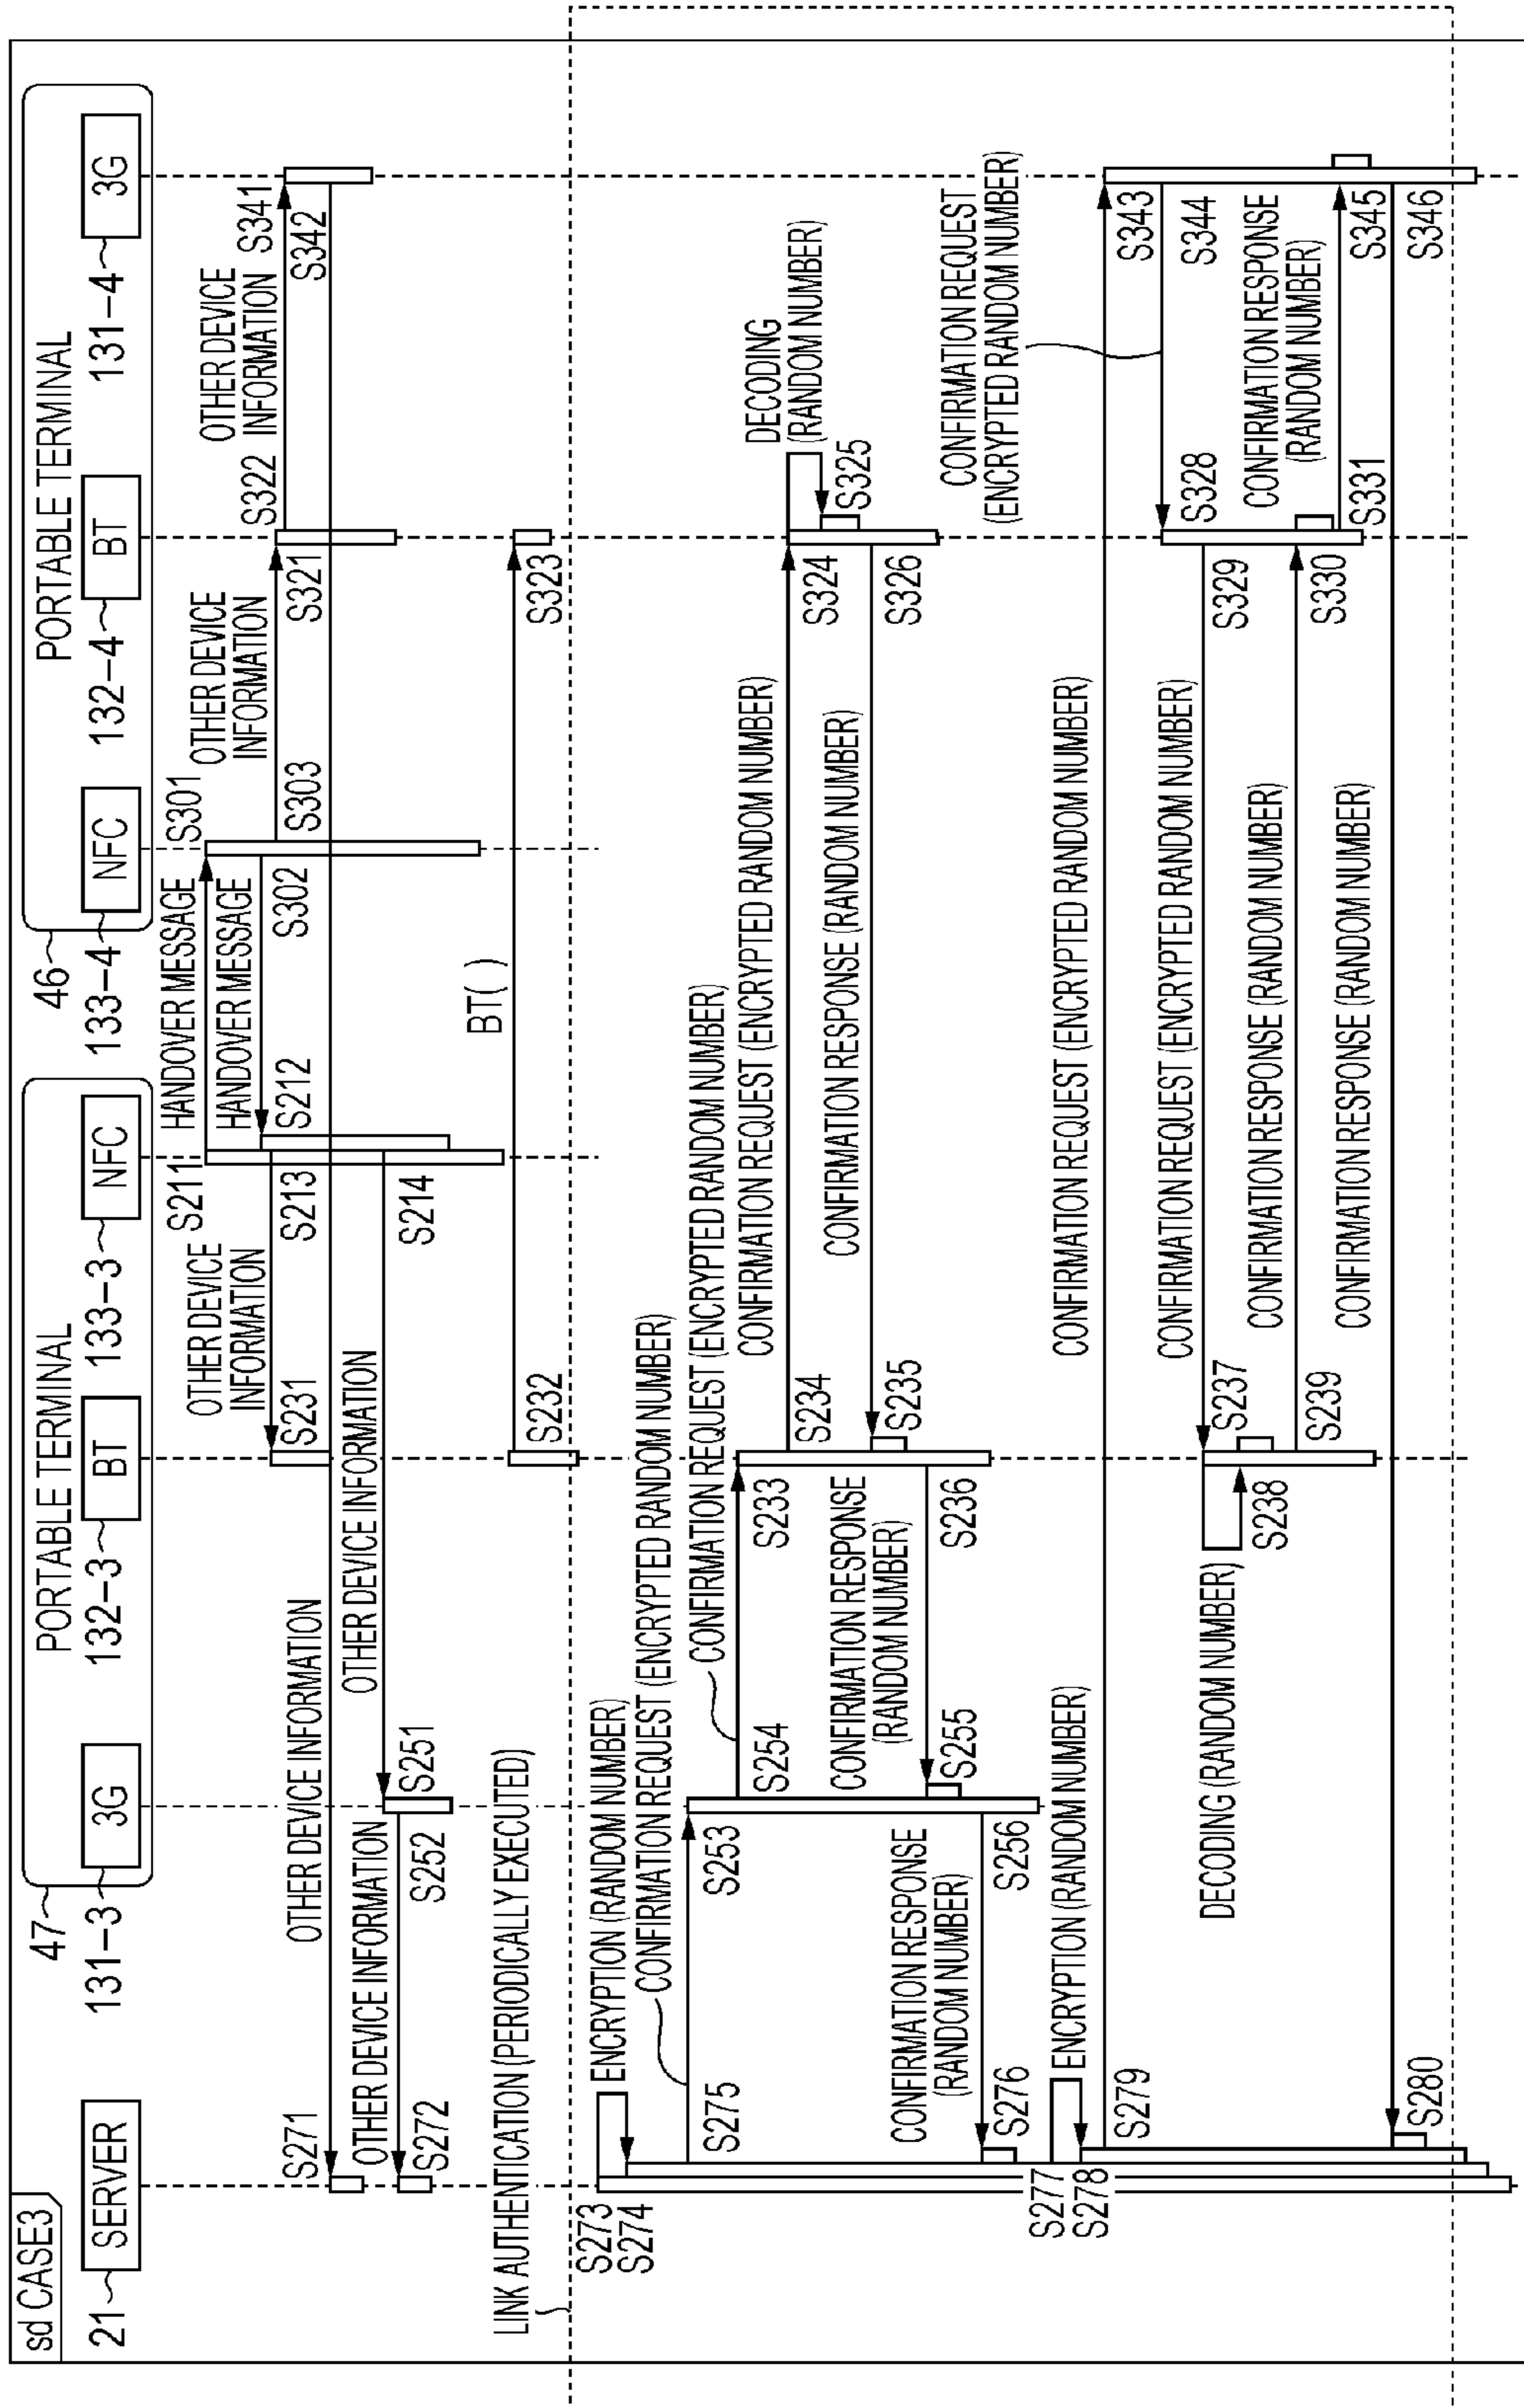 sd CASE3
21
SERVER
47
PORTABLE TERMINAL
131-3
3G
132-3
BT
133-3
NFC
46
PORTABLE TERMINAL
133-4
NFC
132-4
BT
131-4
3G
S211
HANDOVER MESSAGE
S301
HANDOVER MESSAGE
S212
S302
OTHER DEVICE
INFORMATION
S231
S213
OTHER DEVICE
INFORMATION
S303
S321
S322
OTHER DEVICE
INFORMATION
S341
S342
S271
OTHER DEVICE INFORMATION
OTHER DEVICE INFORMATION
S251
S214
OTHER DEVICE INFORMATION
S272
S252
BT( )
S232
S323
LINK AUTHENTICATION (PERIODICALLY EXECUTED)
S273
S274
ENCRYPTION (RANDOM NUMBER)
CONFIRMATION REQUEST (ENCRYPTED RANDOM NUMBER)
S275
S253
CONFIRMATION REQUEST (ENCRYPTED RANDOM NUMBER)
S254
S233
CONFIRMATION REQUEST (ENCRYPTED RANDOM NUMBER)
S234
S324
DECODING
(RANDOM NUMBER)
S325
CONFIRMATION RESPONSE (RANDOM NUMBER)
S235
S326
CONFIRMATION RESPONSE
(RANDOM NUMBER)
S255
S236
CONFIRMATION RESPONSE
(RANDOM NUMBER)
S276
S256
S277
S278
ENCRYPTION (RANDOM NUMBER)
CONFIRMATION REQUEST (ENCRYPTED RANDOM NUMBER)
S279
S343
CONFIRMATION REQUEST
(ENCRYPTED RANDOM NUMBER)
S328
S344
CONFIRMATION REQUEST (ENCRYPTED RANDOM NUMBER)
S237
S329
DECODING (RANDOM NUMBER)
S238
CONFIRMATION RESPONSE (RANDOM NUMBER)
S239
S330
CONFIRMATION RESPONSE
(RANDOM NUMBER)
S331
S345
CONFIRMATION RESPONSE (RANDOM NUMBER)
S280
S346